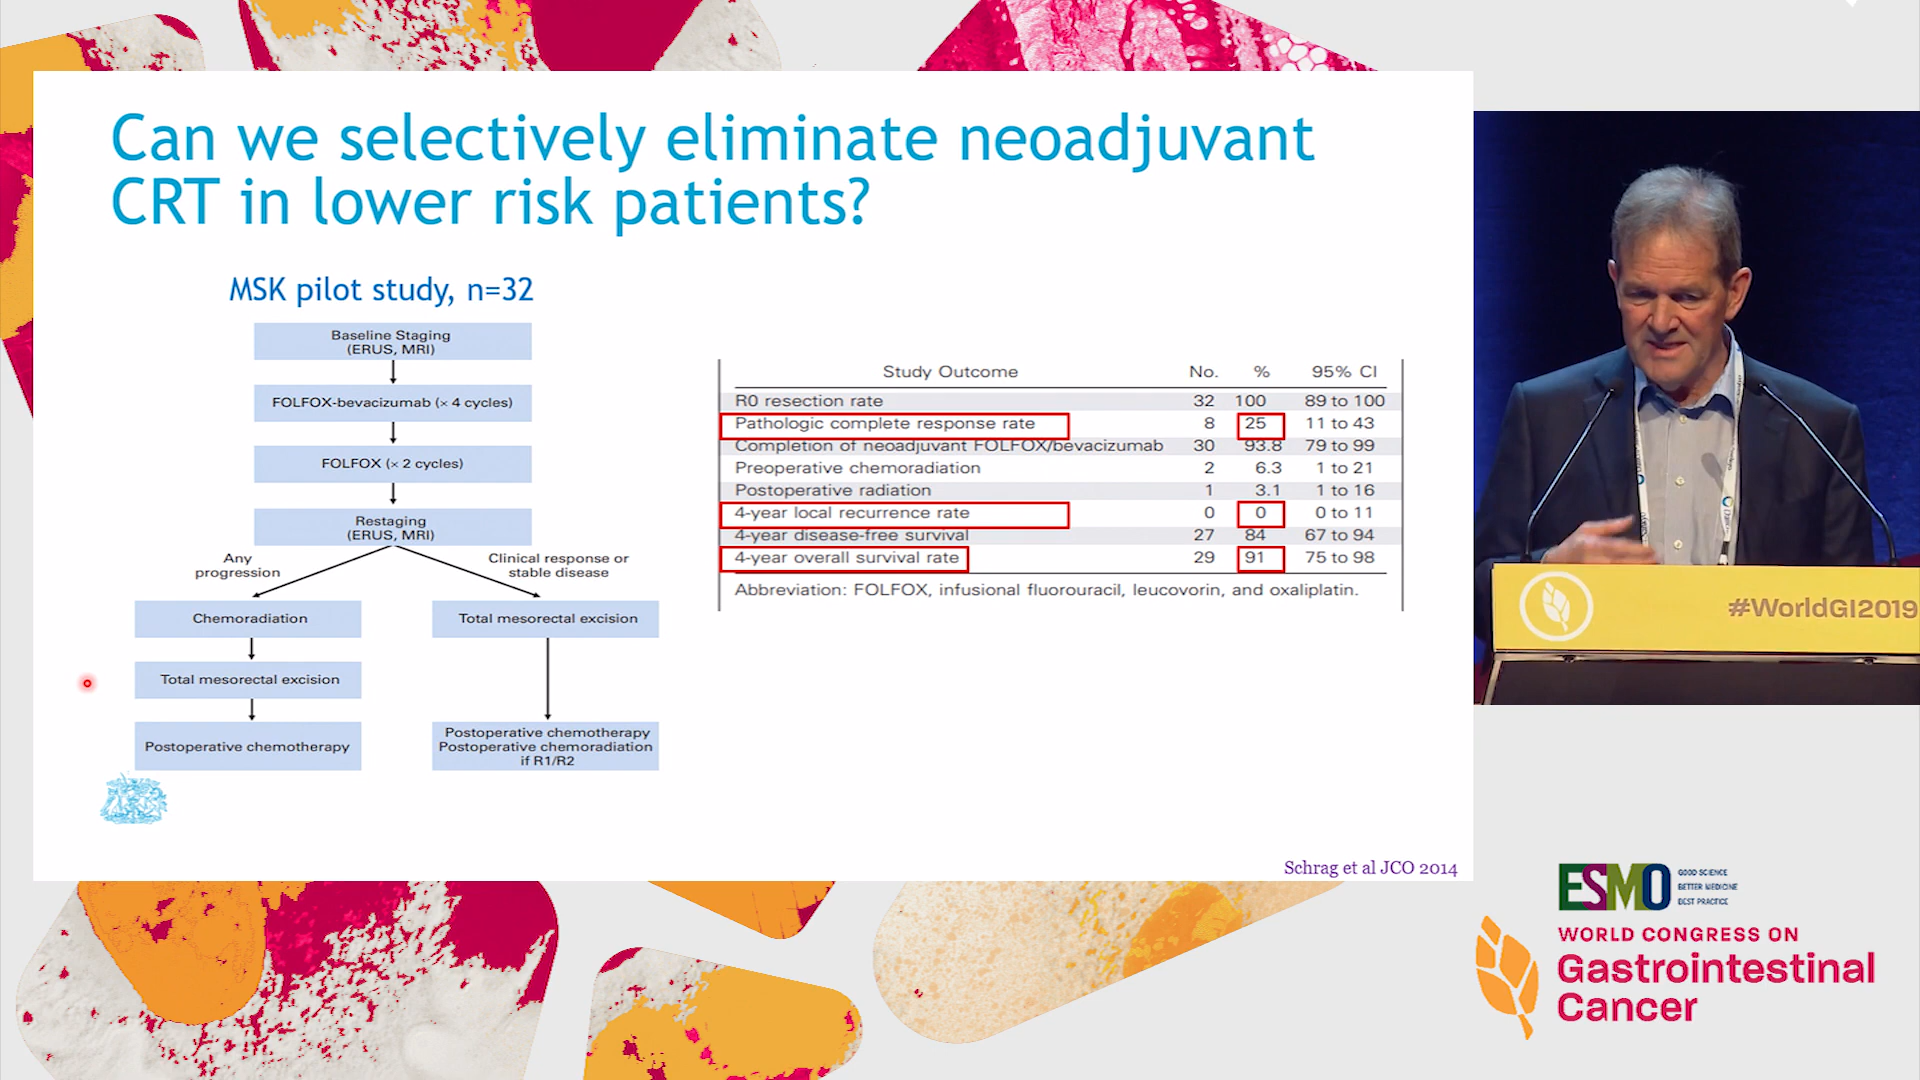 Can we selectively eliminate neoadjuvant
CRT in lower risk patients?
MSK pilot study, n=32
Baseline Staging
(ERUS, MRI)
FOLFOX-bevacizumab (× 4 cycles)
FOLFOX (× 2 cycles)
Restaging
(ERUS, MRI)
Any
progression
Clinical response or
stable disease
Chemoradiation
Total mesorectal excision
Total mesorectal excision
Postoperative chemotherapy
Postoperative chemotherapy
Postoperative chemoradiation
if R1/R2
Study Outcome No. % 95% CI
R0 resection rate 32 100 89 to 100
Pathologic complete response rate 8 25 11 to 43
Completion of neoadjuvant FOLFOX/bevacizumab 30 93.8 79 to 99
Preoperative chemoradiation 2 6.3 1 to 21
Postoperative radiation 1 3.1 1 to 16
4-year local recurrence rate 0 0 0 to 11
4-year disease-free survival 27 84 67 to 94
4-year overall survival rate 29 91 75 to 98
Abbreviation: FOLFOX, infusional fluorouracil, leucovorin, and oxaliplatin.
Schrag et al JCO 2014
#WorldGI2019
ESMO
GOOD SCIENCE
BETTER MEDICINE
BEST PRACTICE
WORLD CONGRESS ON
Gastrointestinal
Cancer